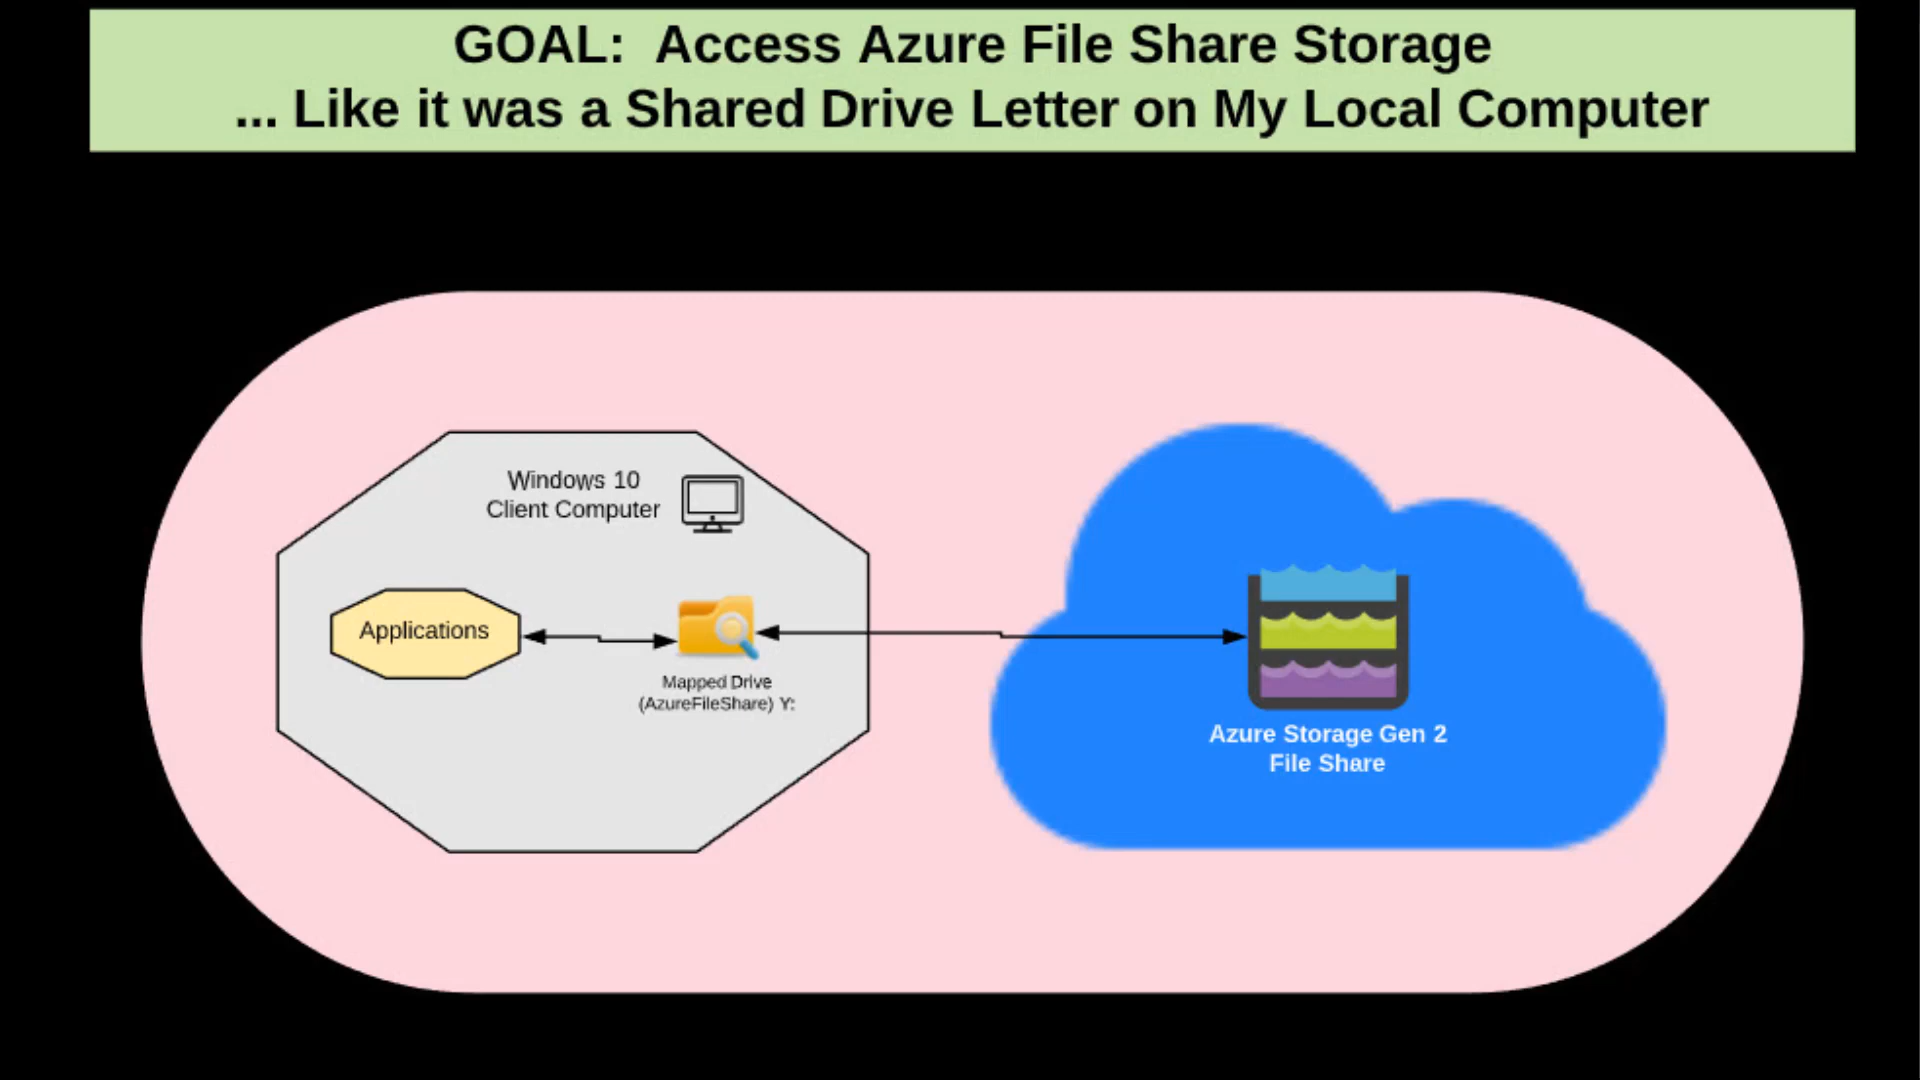 GOAL:  Access Azure File Share Storage
... Like it was a Shared Drive Letter on My Local Computer
Windows 10
Client Computer
Applications
Mapped Drive
(AzureFileShare) Y:
Azure Storage Gen 2
File Share